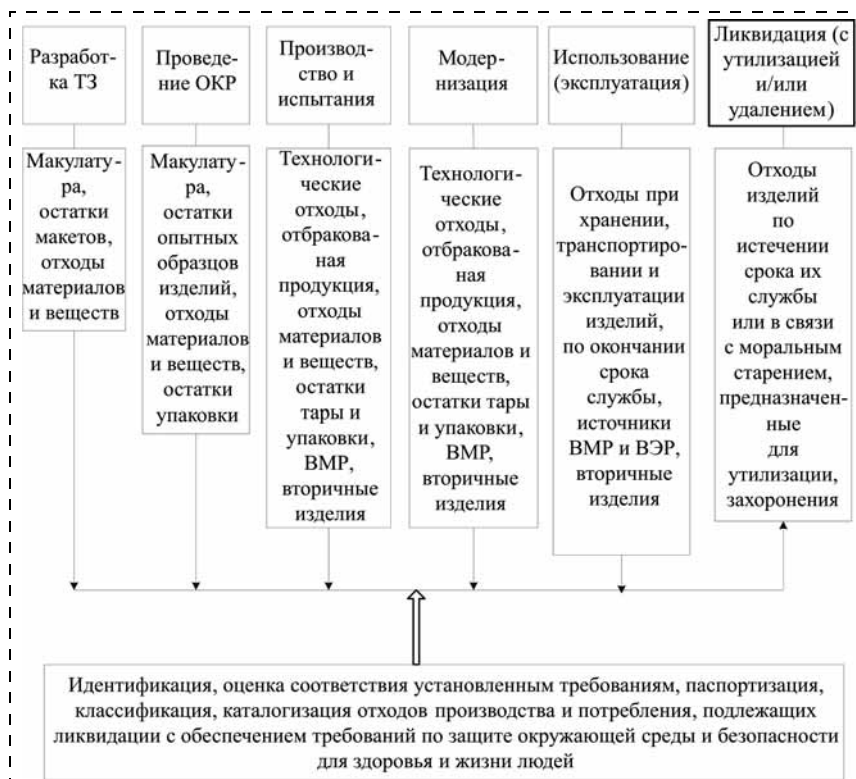 Разработ-
ка ТЗ
Проведе-
ние ОКР
Производ-
ство и
испытания
Модер-
низация
Использование
(эксплуатация)
Ликвидация (с
утилизацией
и/или
удалением)
Макулату-
ра,
остатки
макетов,
отходы
материалов
и веществ
Макулату-
ра,
остатки
опытных
образцов
изделий,
отходы
материалов
и веществ,
остатки
упаковки
Технологи-
ческие
отходы,
отбракова-
ная
продукция,
отходы
материалов
и веществ,
остатки
тары и
упаковки,
ВМР,
вторичные
изделия
Технологи-
ческие
отходы,
отбракова-
ная
продукция,
отходы
материалов и
веществ,
остатки тары
и упаковки,
ВМР,
вторичные
изделия
Отходы при
хранении,
транспортиро-
вании и
эксплуатации
изделий,
по окончании
срока
службы,
источники
ВМР и ВЭР,
вторичные
изделия
Отходы
изделий
по
истечении
срока их
службы
или в связи
с моральным
старением,
предназначен-
ные
для
утилизации,
захоронения
Идентификация, оценка соответствия установленным требованиям, паспортизация,
классификация, каталогизация отходов производства и потребления, подлежащих
ликвидации с обеспечением требований по защите окружающей среды и безопасности
для здоровья и жизни людей